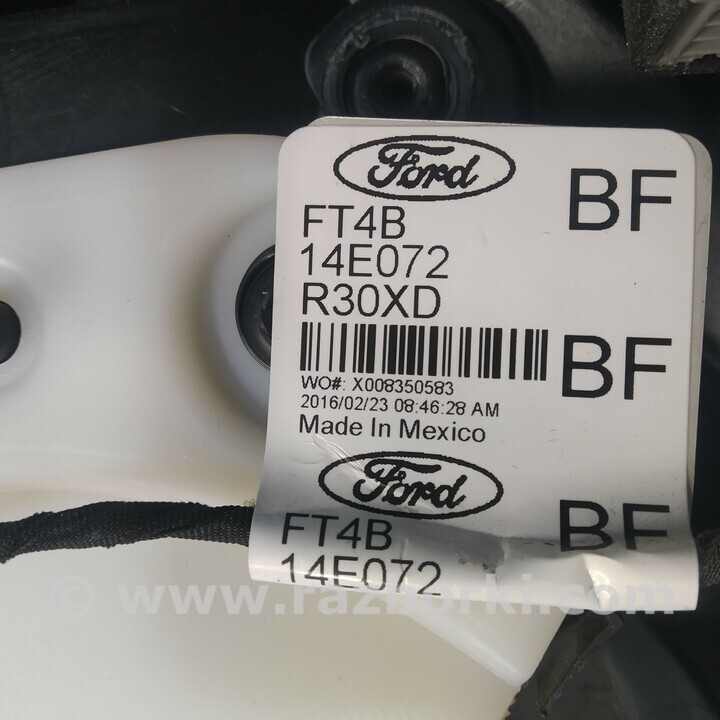 Ford
BF
FT4B
14E072
R30XD
BF
WO#: X008350583
2016/02/23 08:46:28 AM
Made In Mexico
Ford
FT4B
BF
14E072
www.razborki.com